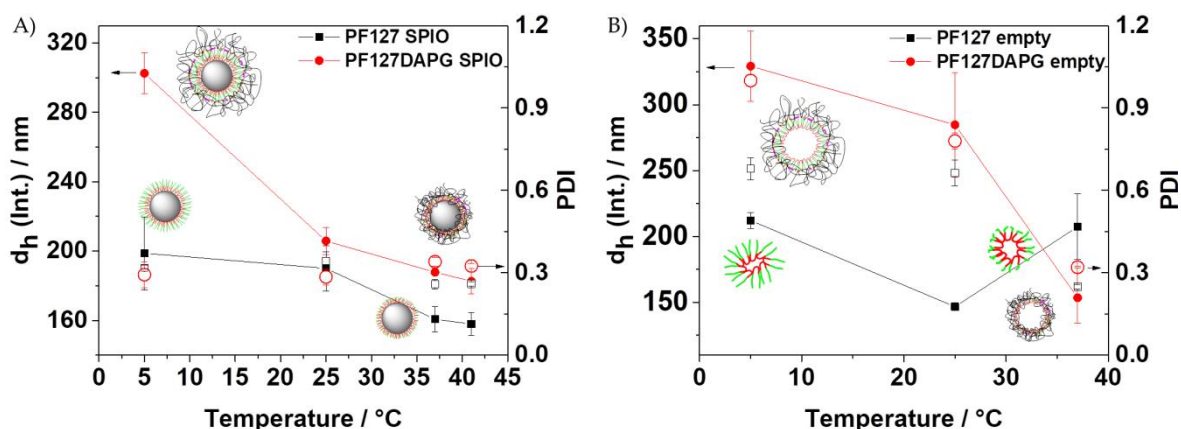 A)
320
280
240
200
160
d_h (Int.) / nm
PF127 SPIO
PF127DAPG SPIO
1.2
0.9
0.6
0.3
0.0
PDI
0 5 10 15 20 25 30 35 40 45
Temperature / °C
B)
350
300
250
200
150
d_h (Int.) / nm
PF127 empty
PF127DAPG empty
1.2
0.9
0.6
0.3
0.0
PDI
0 10 20 30 40
Temperature / °C